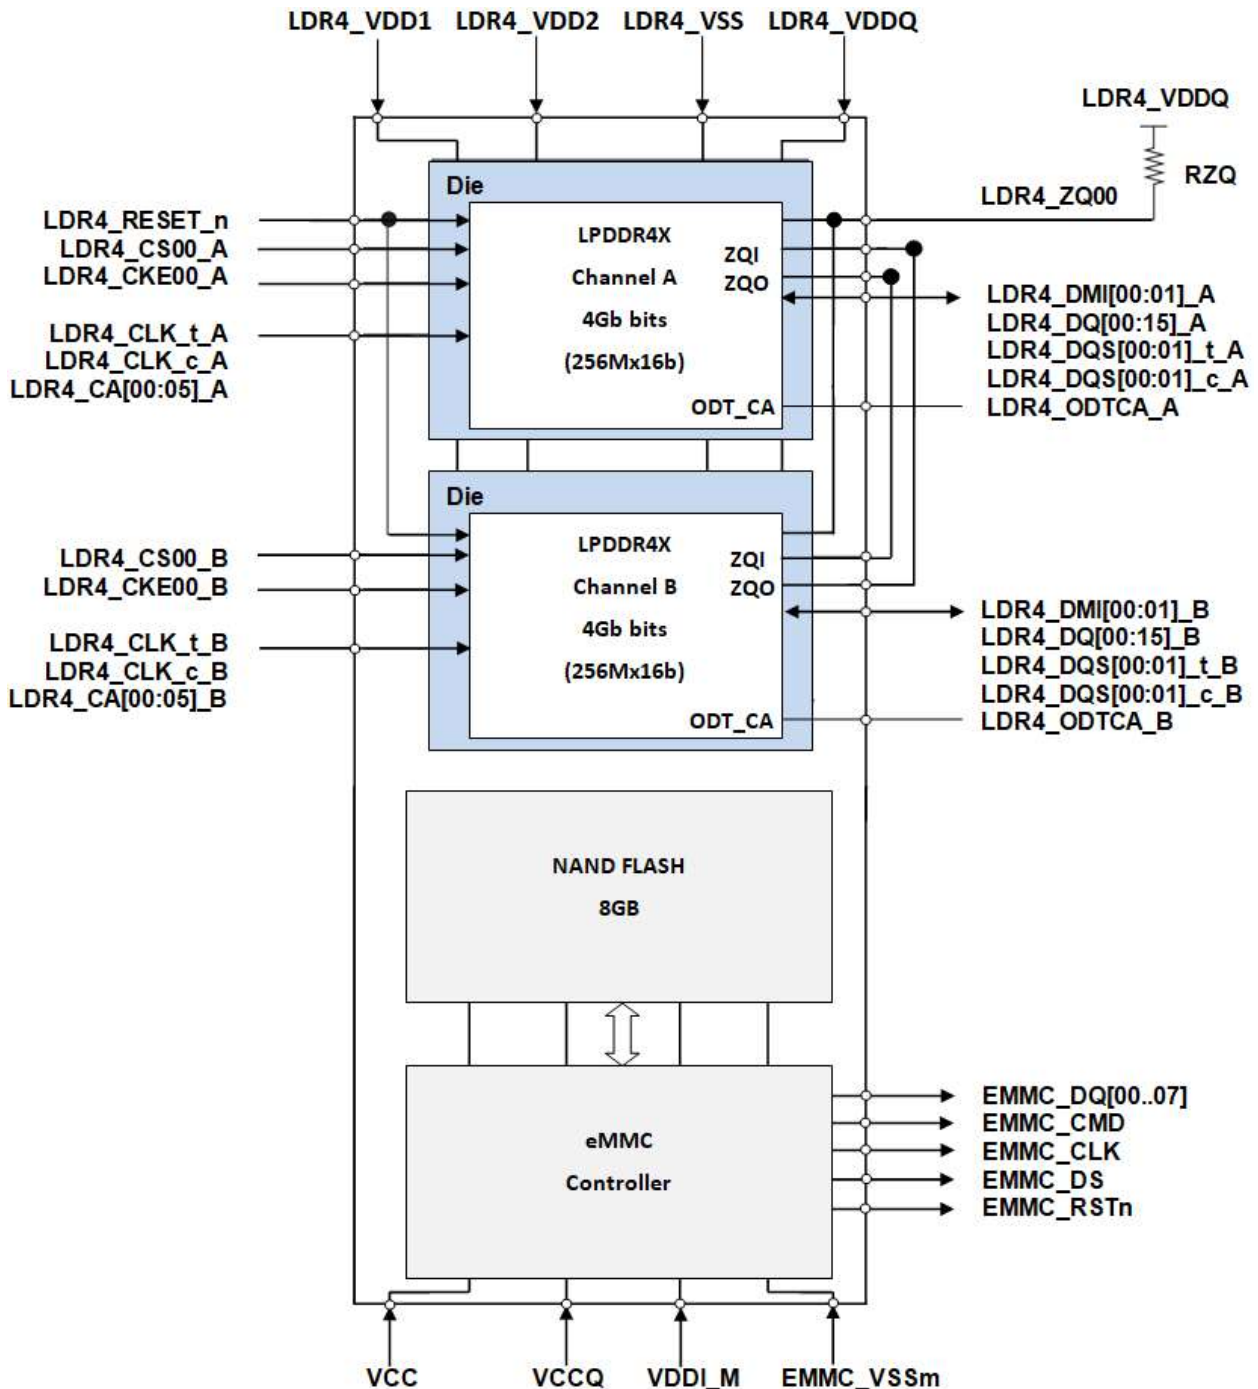 LDR4_VDD1 LDR4_VDD2 LDR4_VSS LDR4_VDDQ
LDR4_VDDQ
RZQ
LDR4_ZQ00
Die
LDR4_RESET_n
LDR4_CS00_A
LDR4_CKE00_A
LDR4_CLK_t_A
LDR4_CLK_c_A
LDR4_CA[00:05]_A
LPDDR4X
Channel A
4Gb bits
(256Mx16b)
ZQI
ZQO
ODT_CA
LDR4_DMI[00:01]_A
LDR4_DQ[00:15]_A
LDR4_DQS[00:01]_t_A
LDR4_DQS[00:01]_c_A
LDR4_ODTCA_A
Die
LDR4_CS00_B
LDR4_CKE00_B
LDR4_CLK_t_B
LDR4_CLK_c_B
LDR4_CA[00:05]_B
LPDDR4X
Channel B
4Gb bits
(256Mx16b)
ZQI
ZQO
ODT_CA
LDR4_DMI[00:01]_B
LDR4_DQ[00:15]_B
LDR4_DQS[00:01]_t_B
LDR4_DQS[00:01]_c_B
LDR4_ODTCA_B
NAND FLASH
8GB
eMMC
Controller
EMMC_DQ[00..07]
EMMC_CMD
EMMC_CLK
EMMC_DS
EMMC_RSTn
VCC VCCQ VDDI_M EMMC_VSSm